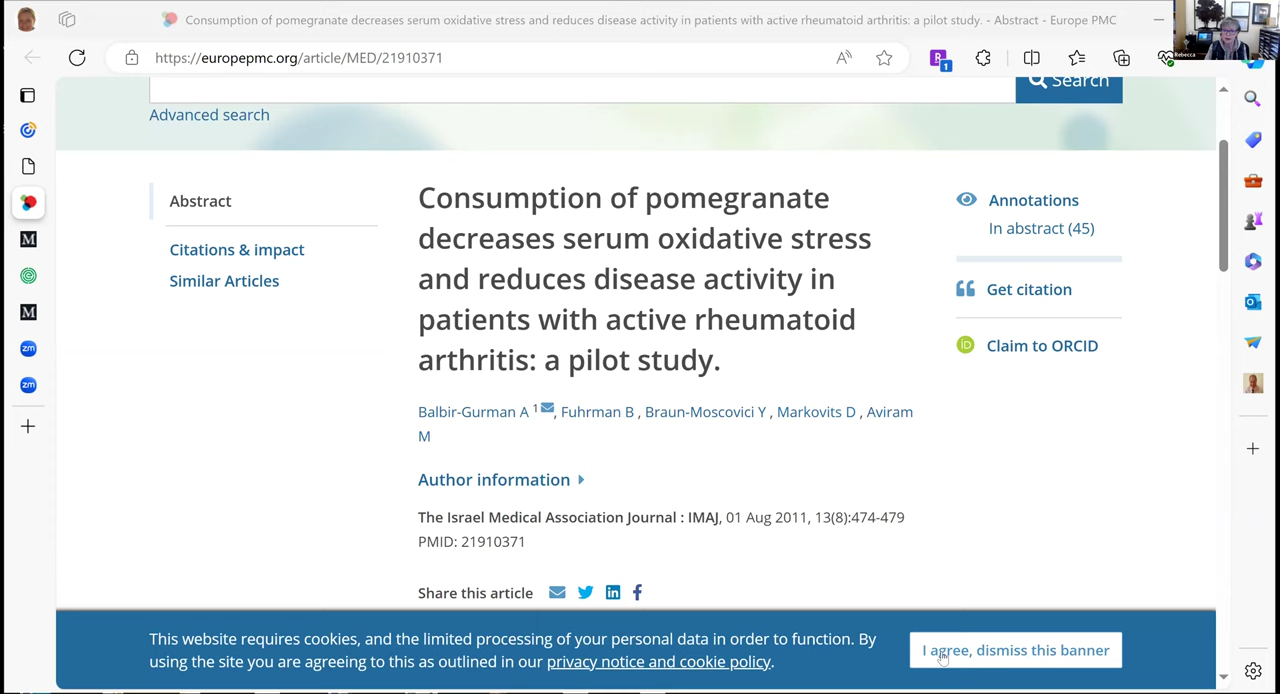 Consumption of pomegranate decreases serum oxidative stress and reduces disease activity in patients with active rheumatoid arthritis: a pilot study. - Abstract - Europe PMC
Rebecca
https://europepmc.org/article/MED/21910371
A
1
Search
Advanced search
Abstract
Citations & impact
Similar Articles
Consumption of pomegranate
decreases serum oxidative stress
and reduces disease activity in
patients with active rheumatoid
arthritis: a pilot study.
Balbir-Gurman A 1, Fuhrman B , Braun-Moscovici Y , Markovits D , Aviram
M
Author information
The Israel Medical Association Journal : IMAJ, 01 Aug 2011, 13(8):474-479
PMID: 21910371
Share this article
Annotations
In abstract (45)
Get citation
iD
Claim to ORCID
M
M
zm
zm
This website requires cookies, and the limited processing of your personal data in order to function. By
using the site you are agreeing to this as outlined in our privacy notice and cookie policy.
I agree, dismiss this banner